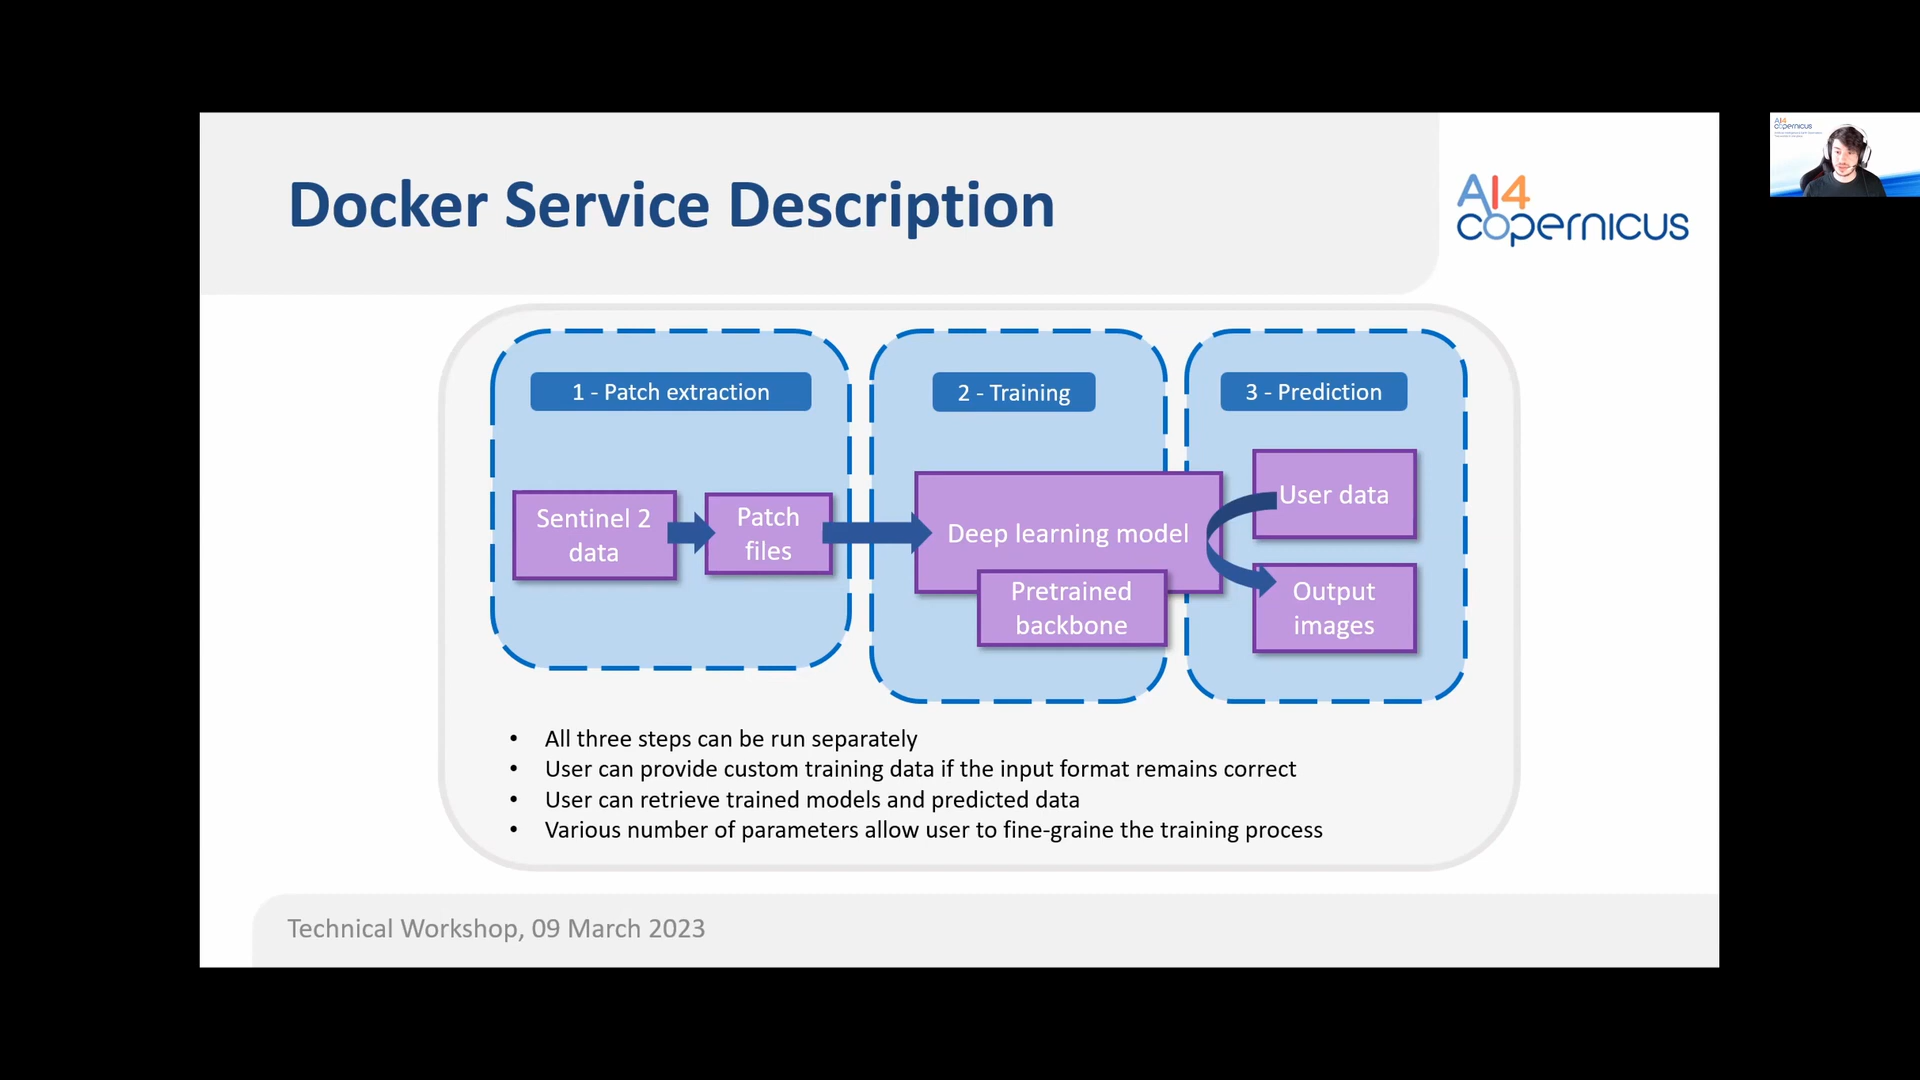 Docker Service Description
AI4
copernicus
1 - Patch extraction
2 - Training
3 - Prediction
Sentinel 2
data
Patch
files
Deep learning model
Pretrained
backbone
User data
Output
images
• All three steps can be run separately
• User can provide custom training data if the input format remains correct
• User can retrieve trained models and predicted data
• Various number of parameters allow user to fine-graine the training process
Technical Workshop, 09 March 2023
AI4
copernicus